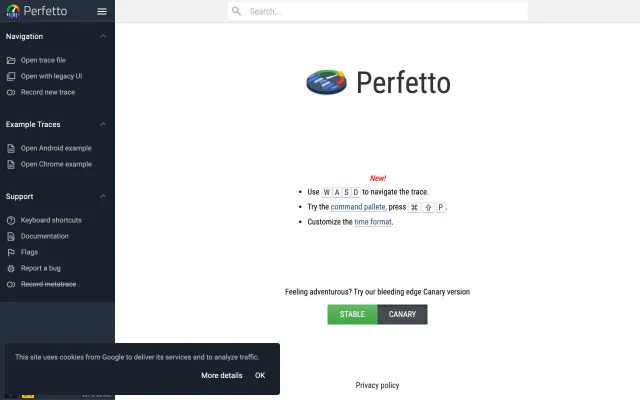 Perfetto
Search...
Navigation
Open trace file
Open with legacy UI
Record new trace
Example Traces
Open Android example
Open Chrome example
Support
Keyboard shortcuts
Documentation
Flags
Report a bug
Record metatrace
Perfetto
New!
Use W A S D to navigate the trace.
Try the command pallete, press ⌘ ⇧ P .
Customize the time format.
Feeling adventurous? Try our bleeding edge Canary version
STABLE CANARY
Privacy policy
This site uses cookies from Google to deliver its services and to analyze traffic.
More details OK